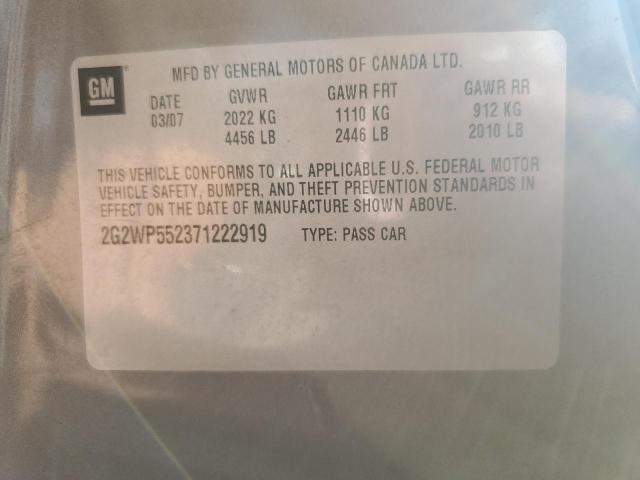 MFD BY GENERAL MOTORS OF CANADA LTD.
GM®
DATE GVWR GAWR FRT GAWR RR
03/07 2022 KG 1110 KG 912 KG
4456 LB 2446 LB 2010 LB
THIS VEHICLE CONFORMS TO ALL APPLICABLE U.S. FEDERAL MOTOR
VEHICLE SAFETY, BUMPER, AND THEFT PREVENTION STANDARDS IN
EFFECT ON THE DATE OF MANUFACTURE SHOWN ABOVE.
2G2WP552371222919 TYPE: PASS CAR